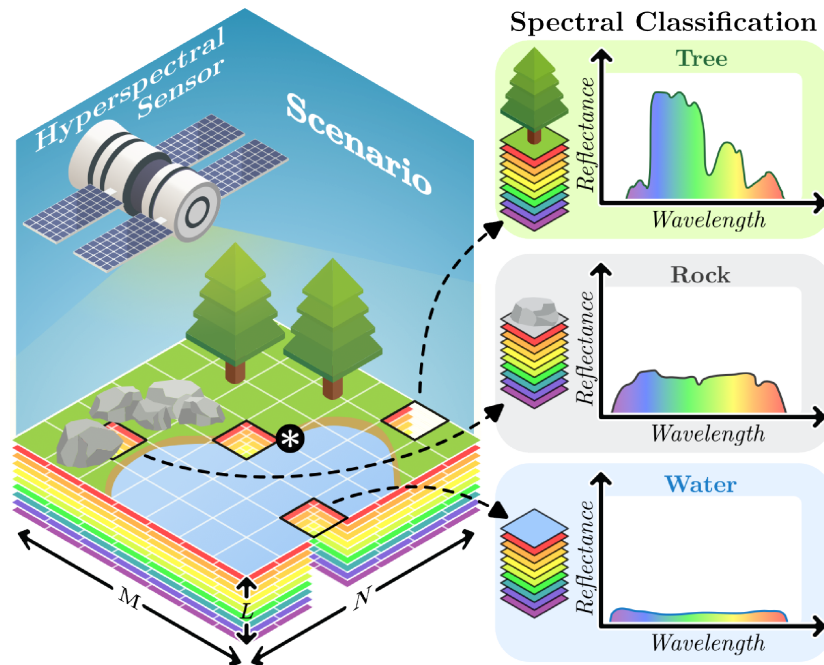 Spectral Classification
Hyperspectral
Sensor
Scenario
Tree
Reflectance
Wavelength
Rock
Reflectance
Wavelength
Water
Reflectance
Wavelength
*
M
L
N